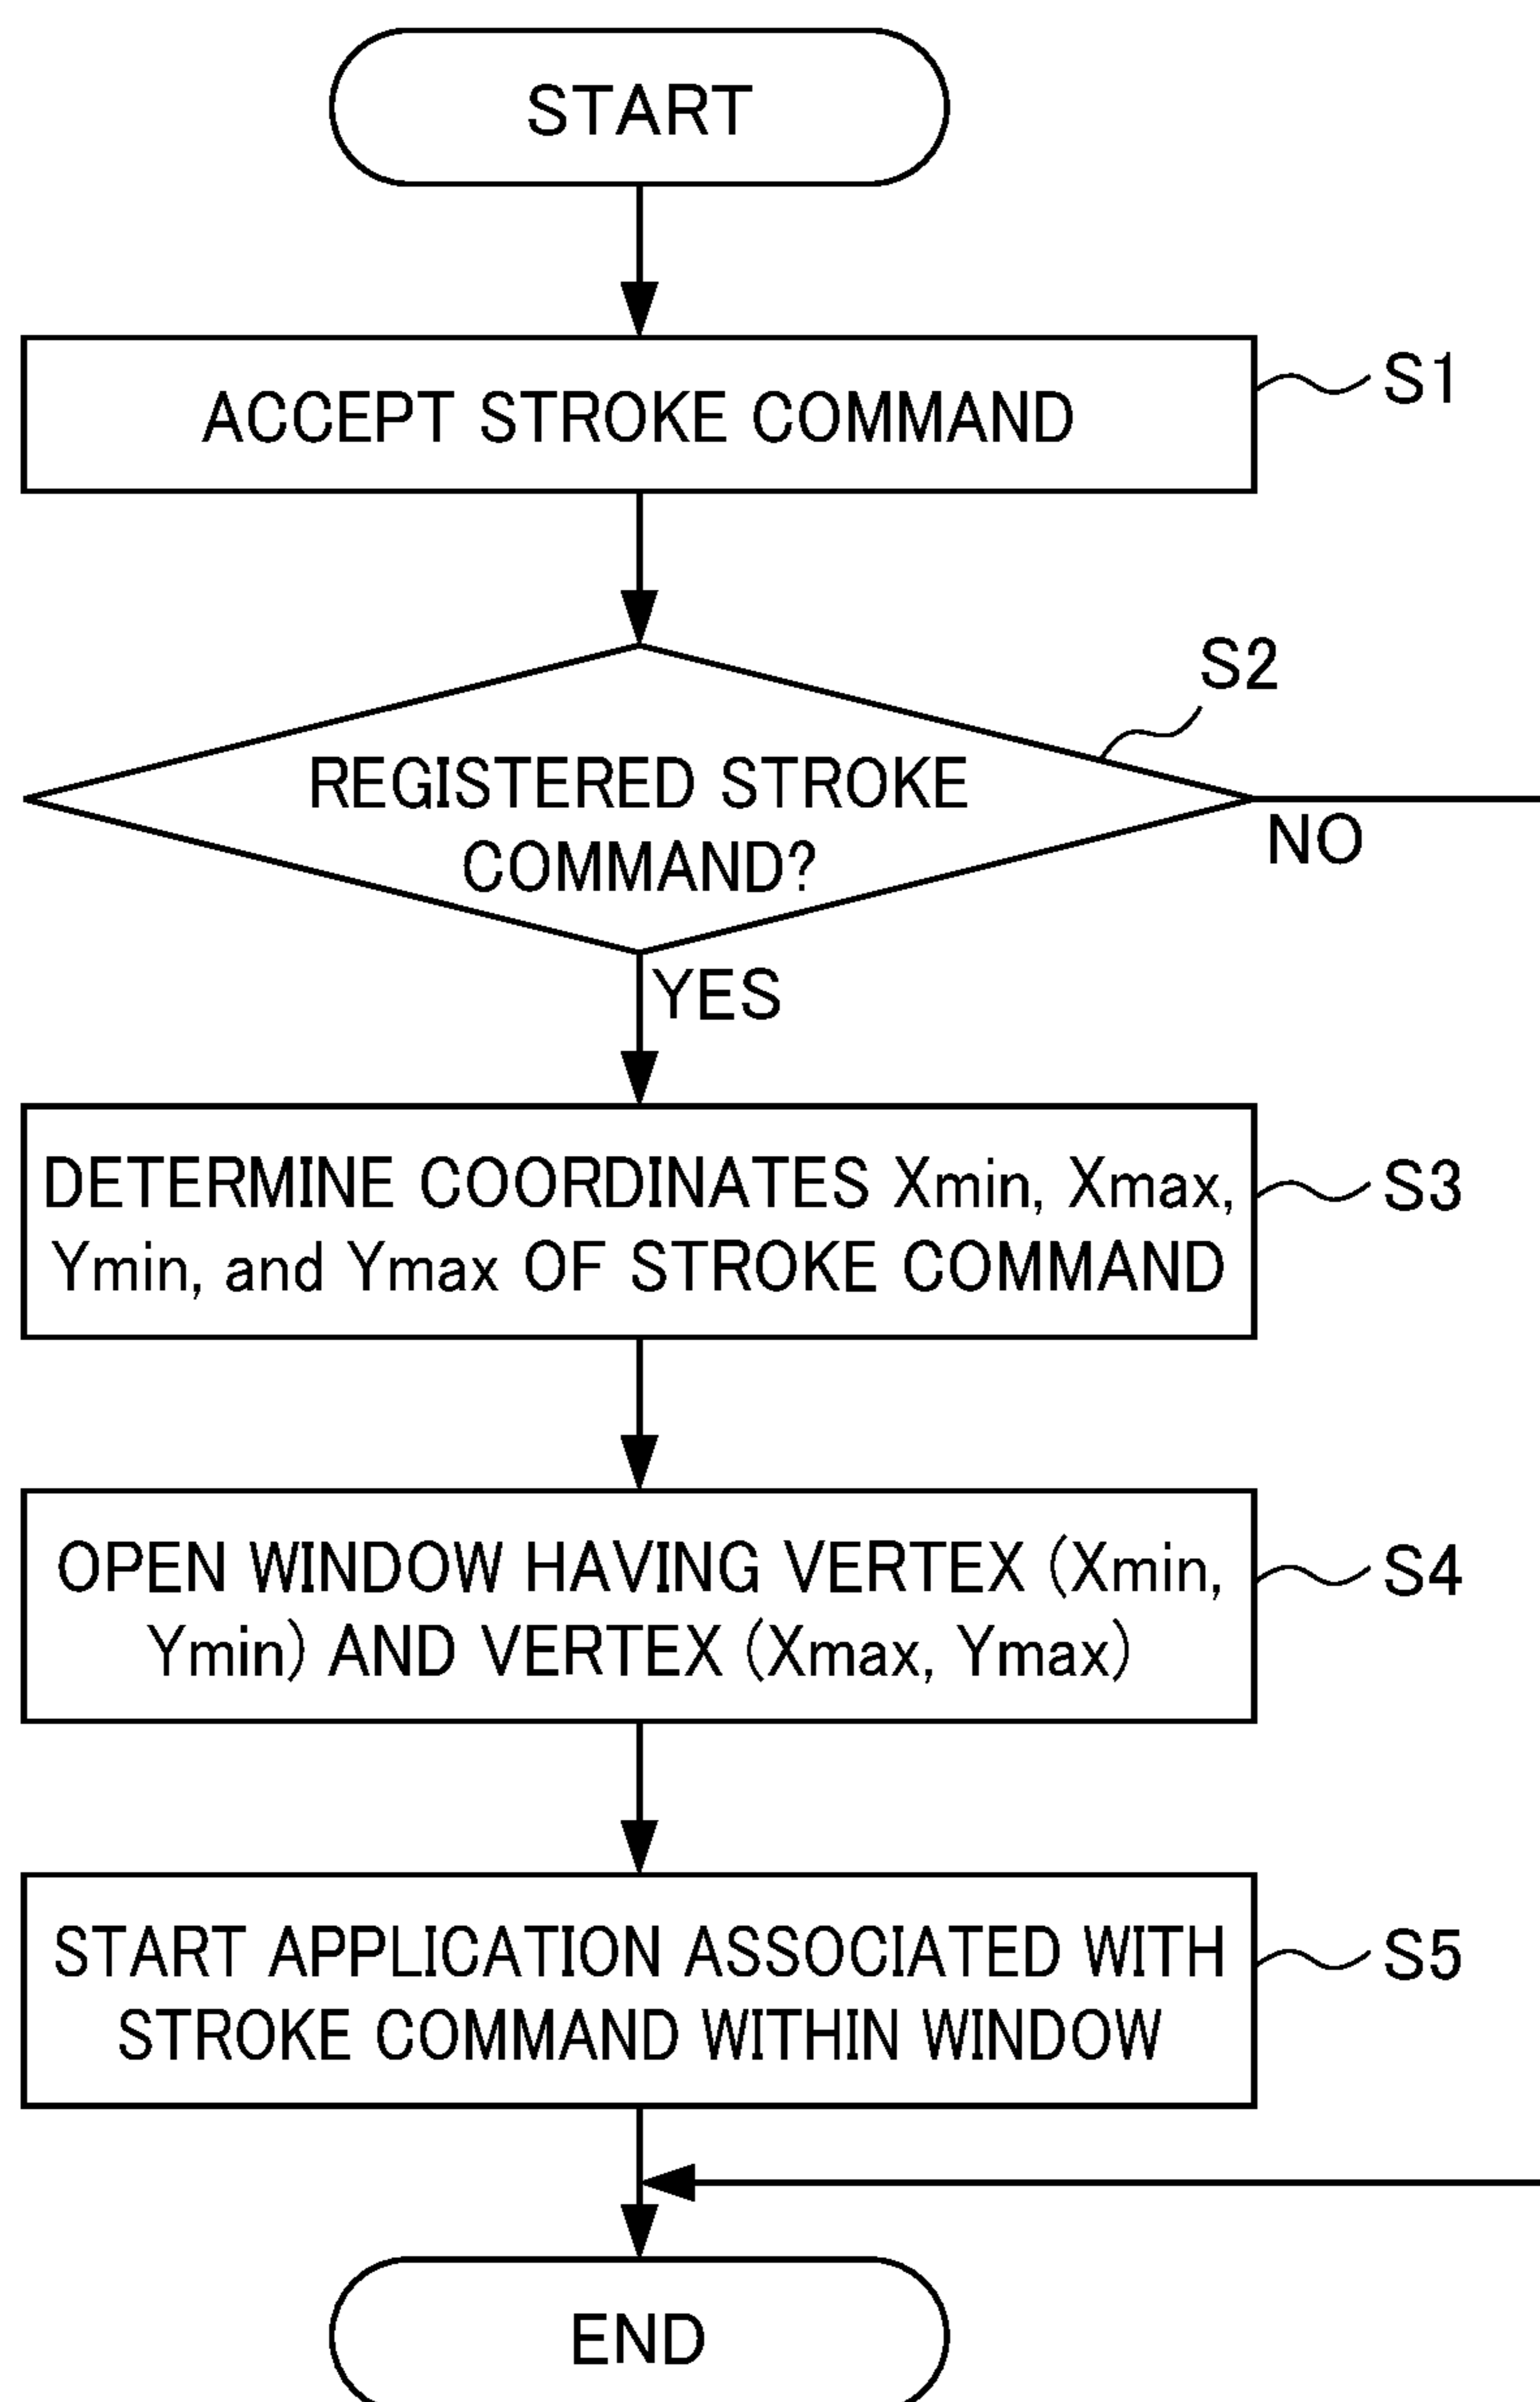 START
ACCEPT STROKE COMMAND
S1
S2
REGISTERED STROKE
COMMAND?
NO
YES
DETERMINE COORDINATES Xmin, Xmax,
Ymin, and Ymax OF STROKE COMMAND
S3
OPEN WINDOW HAVING VERTEX (Xmin,
Ymin) AND VERTEX (Xmax, Ymax)
S4
START APPLICATION ASSOCIATED WITH
STROKE COMMAND WITHIN WINDOW
S5
END